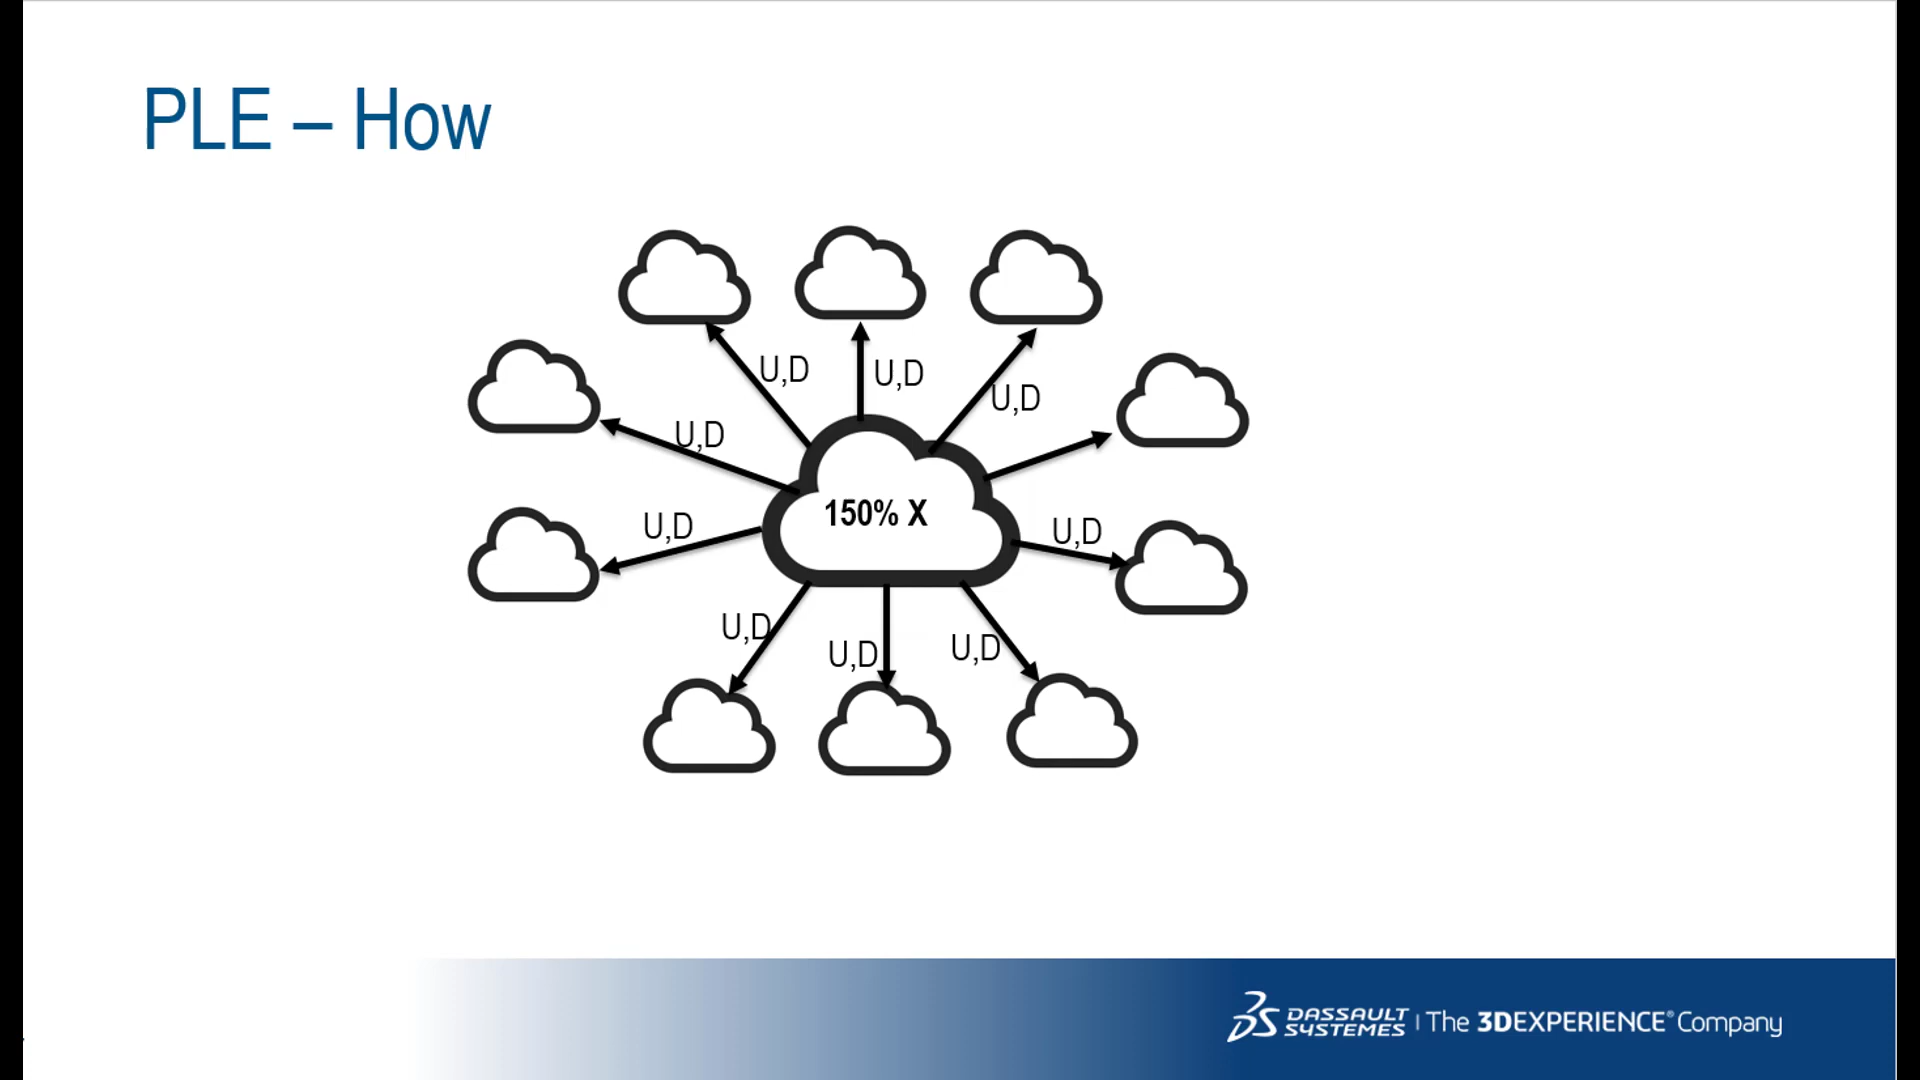 PLE – How
U,D
U,D
U,D
U,D
150% X
U,D
U,D
U,D
U,D
U,D
DASSAULT
SYSTEMES | The 3DEXPERIENCE® Company